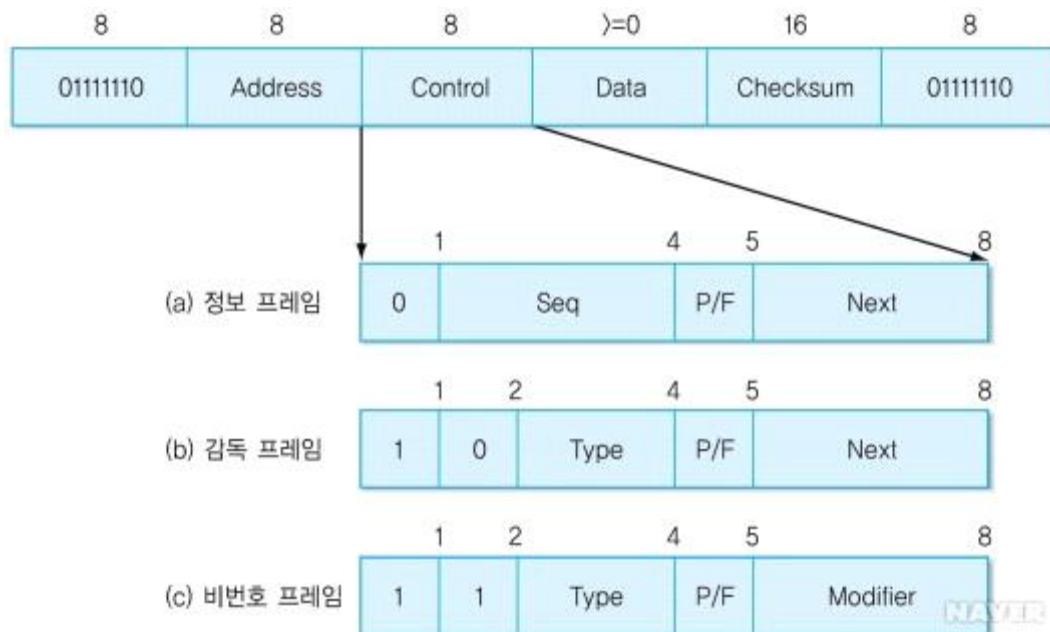 8 8 8 >=0 16 8
01111110 Address Control Data Checksum 01111110
1 4 5 8
(a) 정보 프레임 0 Seq P/F Next
1 2 4 5 8
(b) 감독 프레임 1 0 Type P/F Next
1 2 4 5 8
(c) 비번호 프레임 1 1 Type P/F Modifier
NAVER